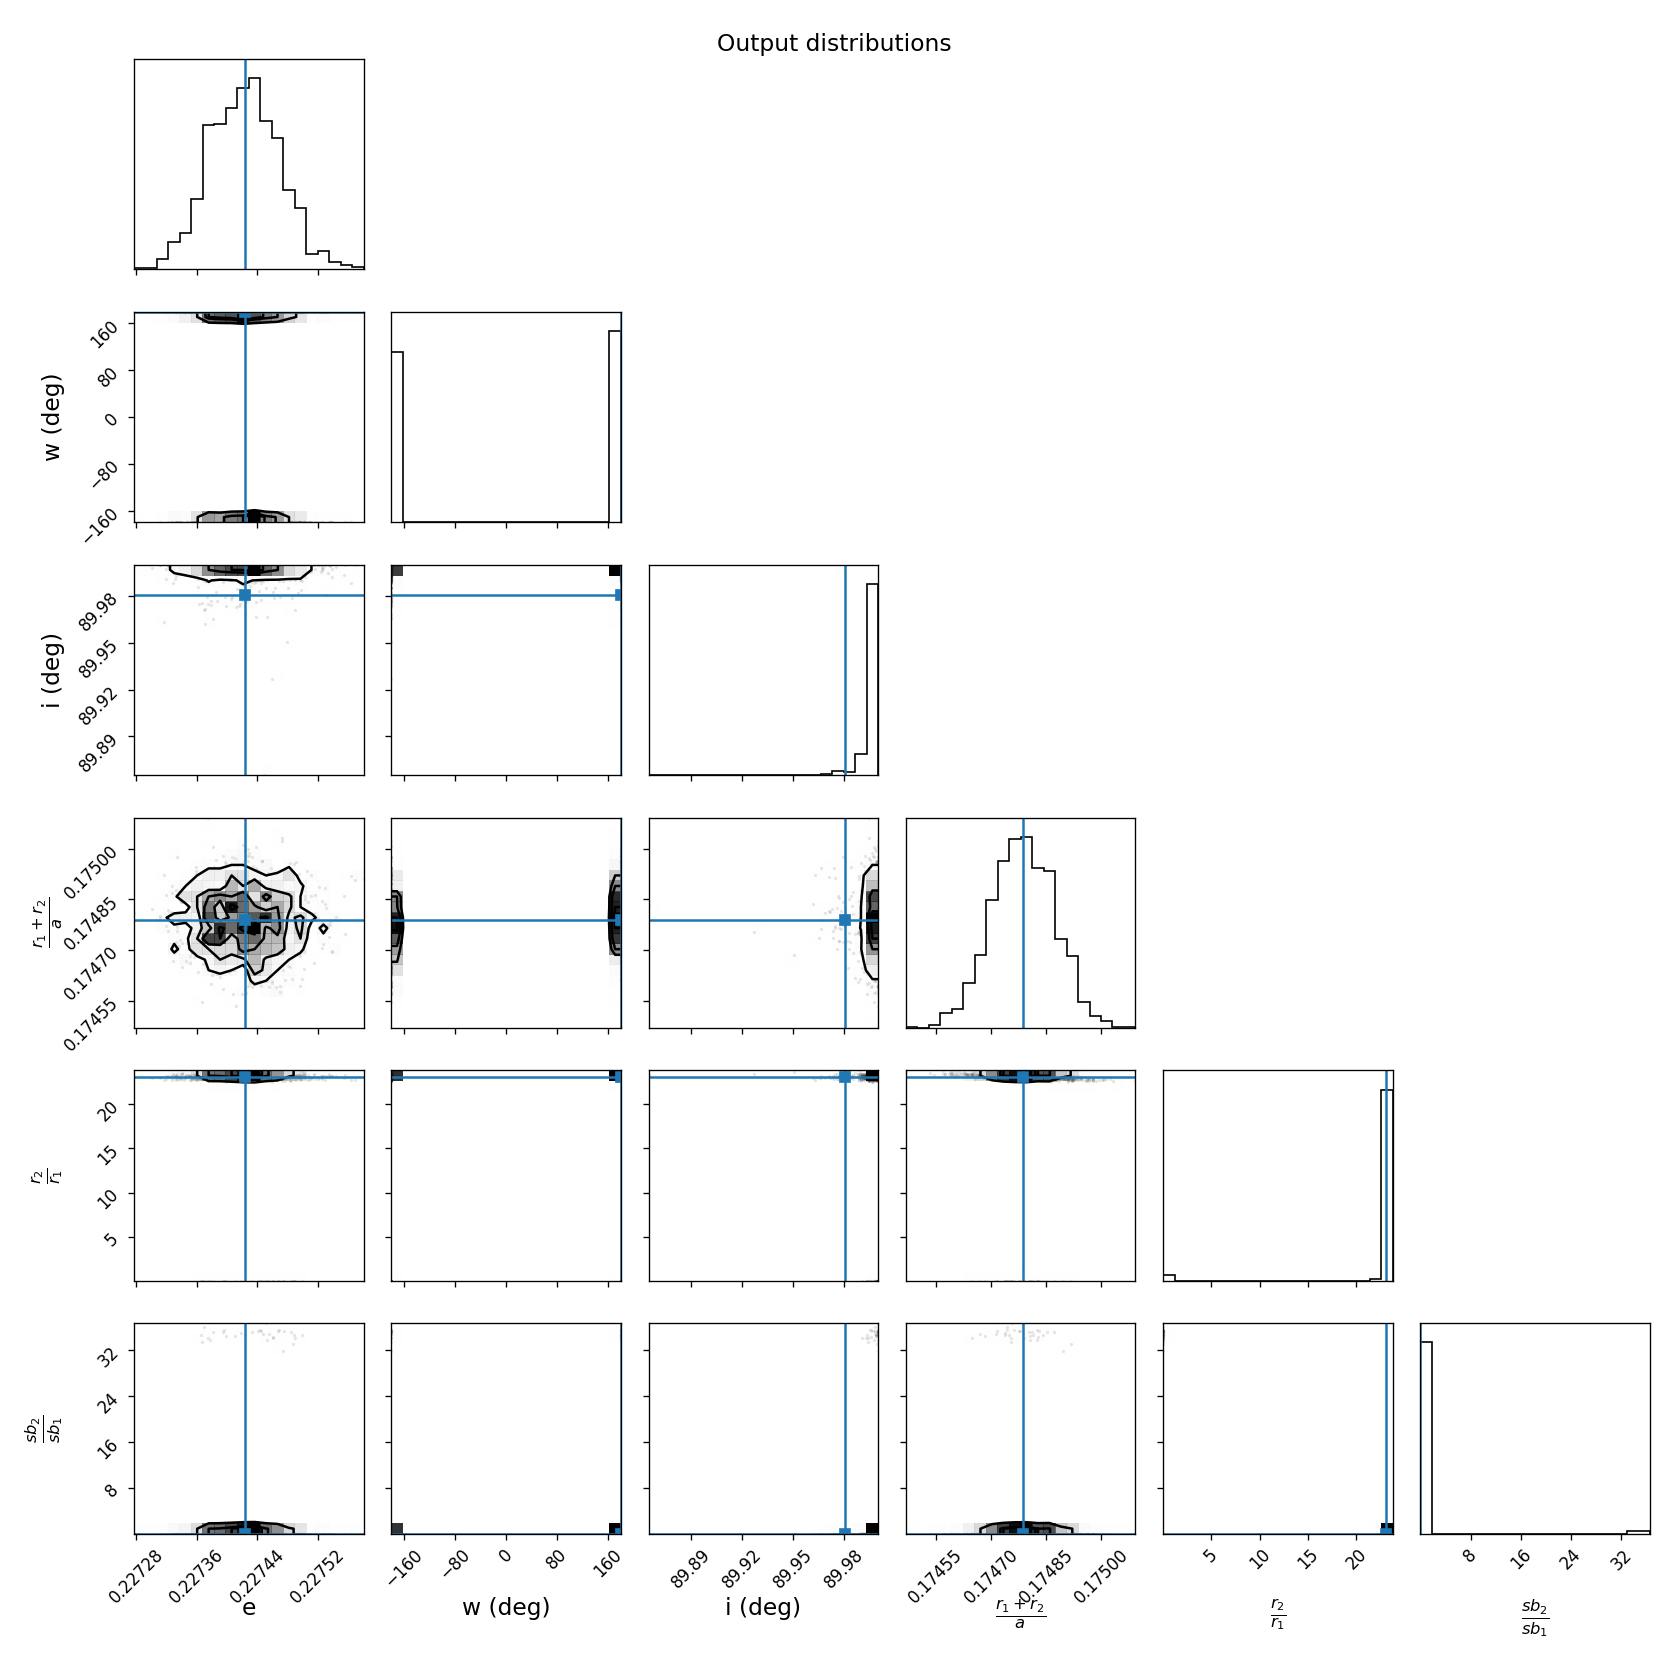 Output distributions
w (deg)
160
80
0
−80
−160
i (deg)
89.98
89.95
89.92
89.89
r₁ + r₂
a
0.17500
0.17485
0.17470
0.17455
r₂
r₁
20
15
10
5
sb₂
sb₁
32
24
16
8
0.22728 0.22736 0.22744 0.22752 −160 −80 0 80 160 89.89 89.92 89.95 89.98 0.17455 0.17470 0.17485 0.17500 5 10 15 20 8 16 24 32
e w (deg) i (deg) r₁ + r₂ r₂ sb₂
a r₁ sb₁